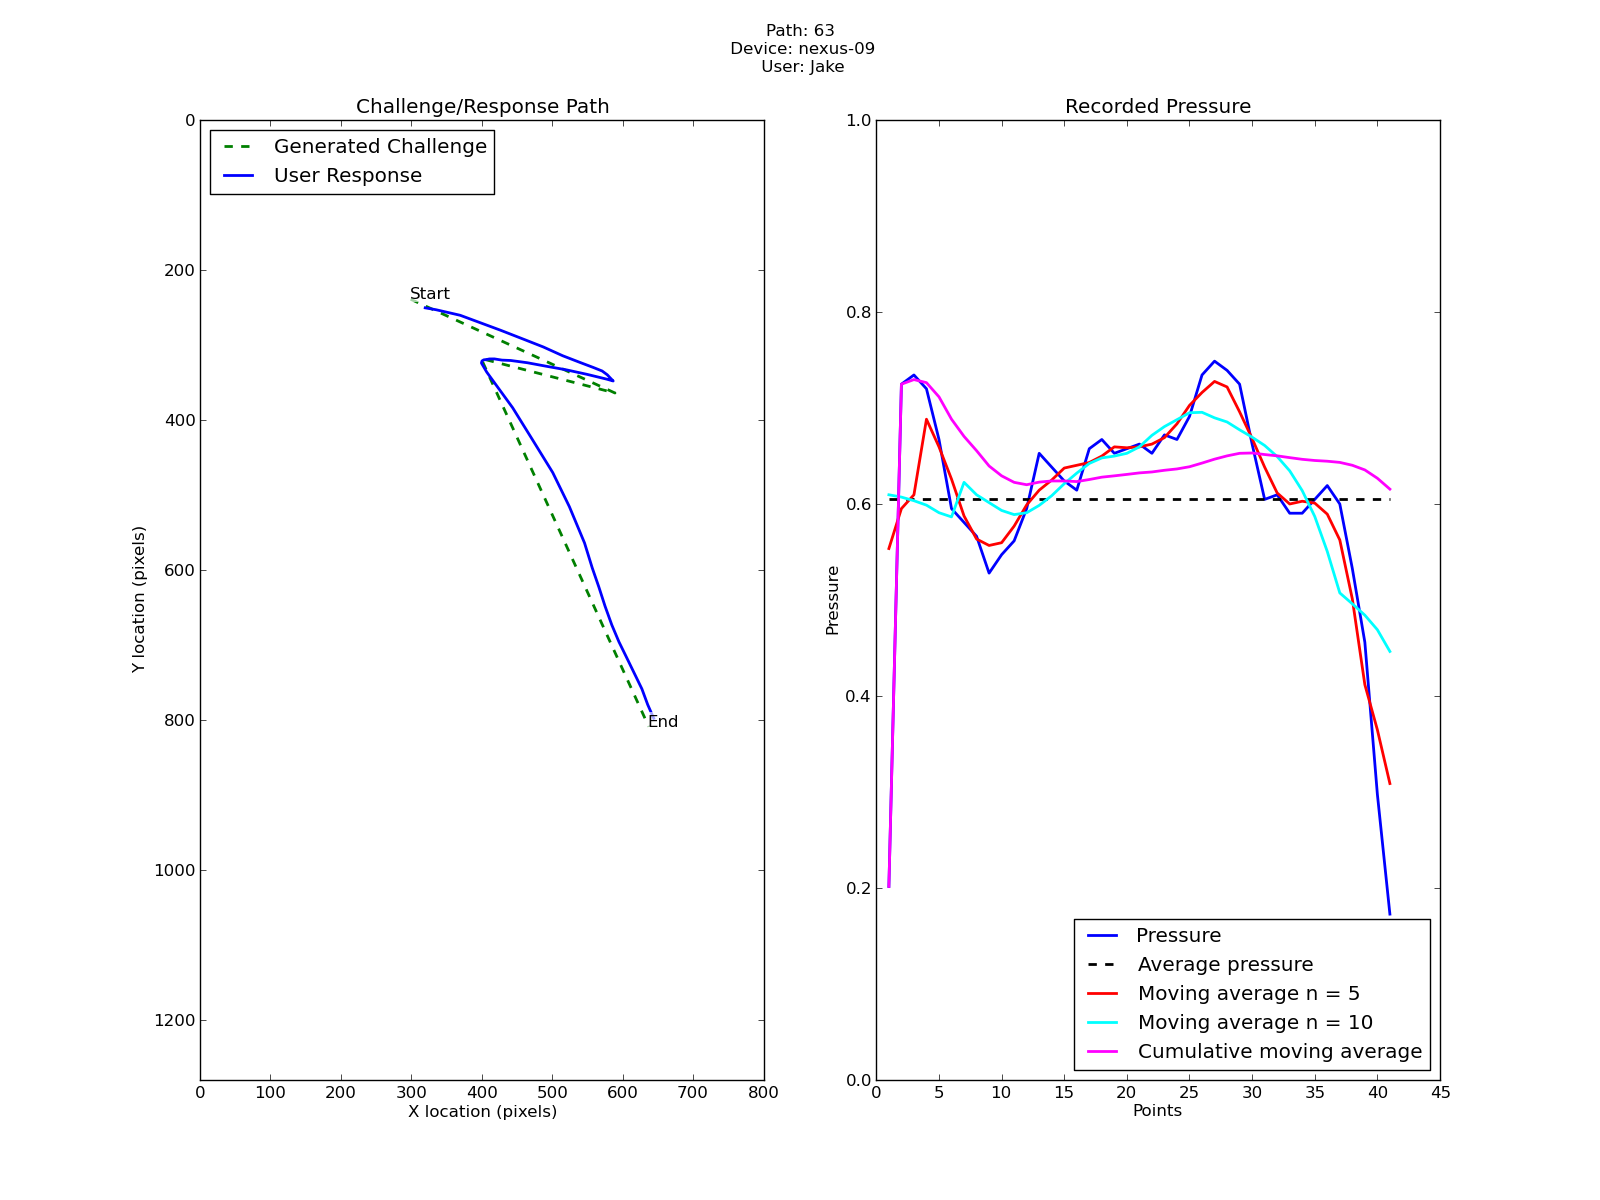 Path: 63
Device: nexus-09
User: Jake
Challenge/Response Path
Generated Challenge
User Response
Start
End
0
200
400
600
800
1000
1200
Y location (pixels)
0 100 200 300 400 500 600 700 800
X location (pixels)
Recorded Pressure
1.0
0.8
0.6
0.4
0.2
0.0
Pressure
Pressure
Average pressure
Moving average n = 5
Moving average n = 10
Cumulative moving average
0 5 10 15 20 25 30 35 40 45
Points